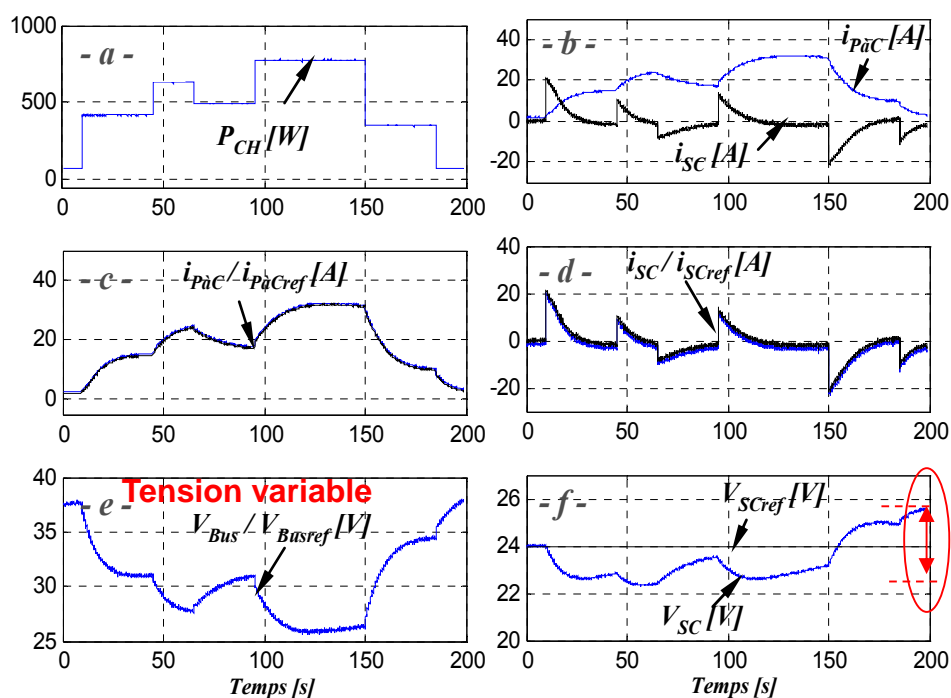 1000
500
0
- a -
P_CH [W]
0 50 100 150 200
40
20
0
-20
- b -
i_PàC [A]
i_SC [A]
0 50 100 150 200
40
20
0
- c -
i_PàC / i_PàCref [A]
0 50 100 150 200
40
20
0
-20
- d -
i_SC / i_SCref [A]
0 50 100 150 200
40
35
30
25
- e -
Tension variable
V_Bus / V_Busref [V]
0 50 100 150 200
Temps [s]
26
24
22
20
- f -
V_SCref [V]
V_SC [V]
0 50 100 150 200
Temps [s]